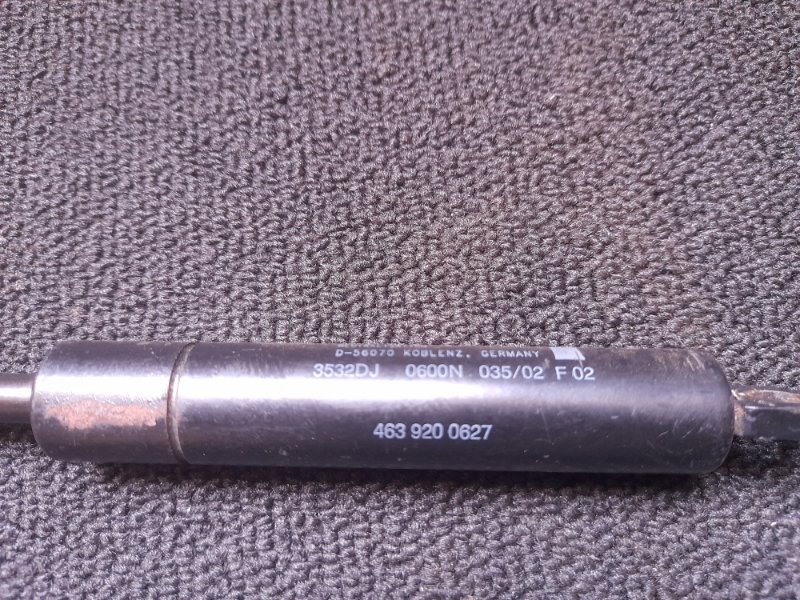 D-56070 KOBLENZ, GERMANY
3532DJ 0600N 035/02 F 02
463 920 0627